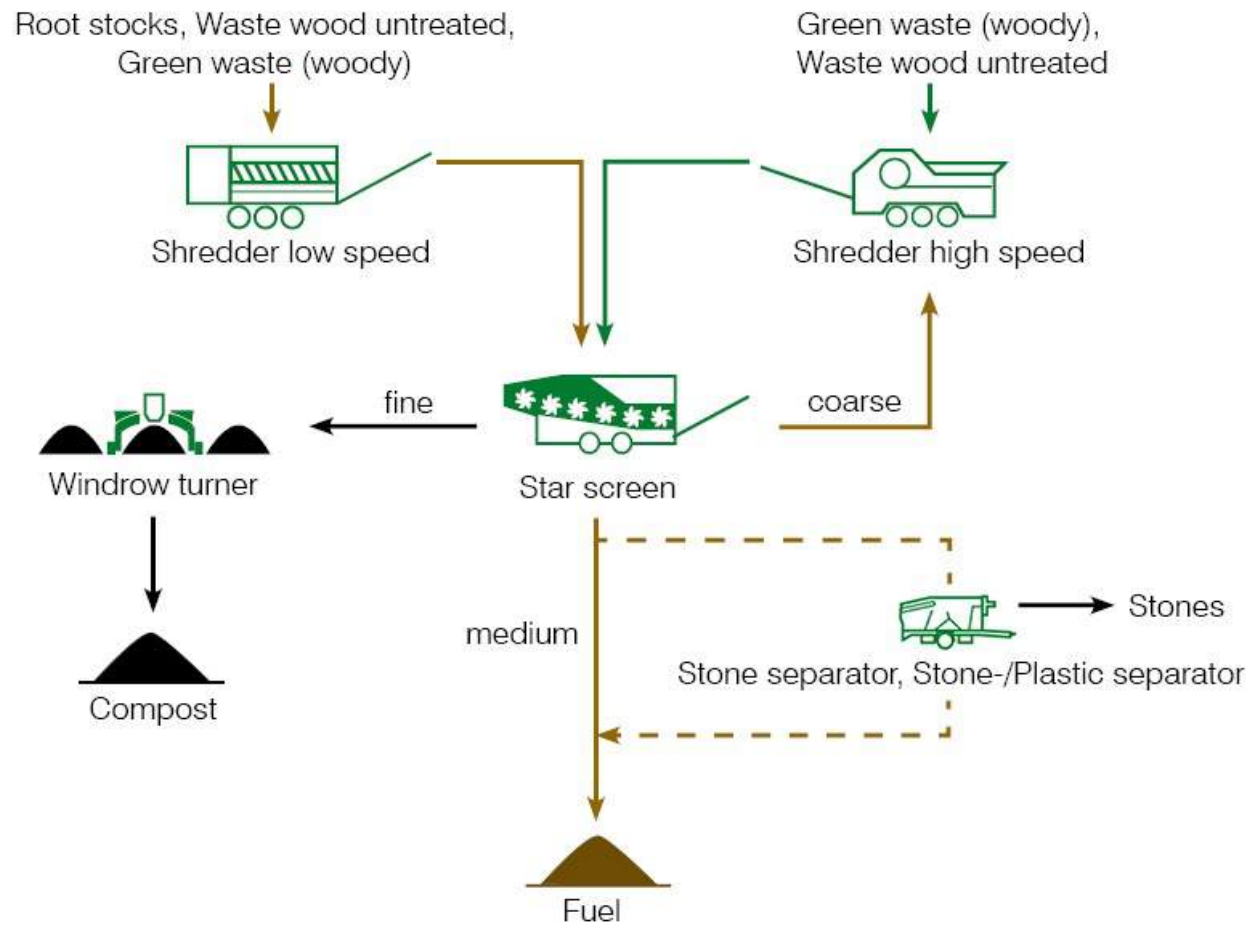 Root stocks, Waste wood untreated,
Green waste (woody)
Green waste (woody),
Waste wood untreated
Shredder low speed
Shredder high speed
fine
coarse
Windrow turner
Star screen
medium
Stones
Stone separator, Stone-/Plastic separator
Compost
Fuel